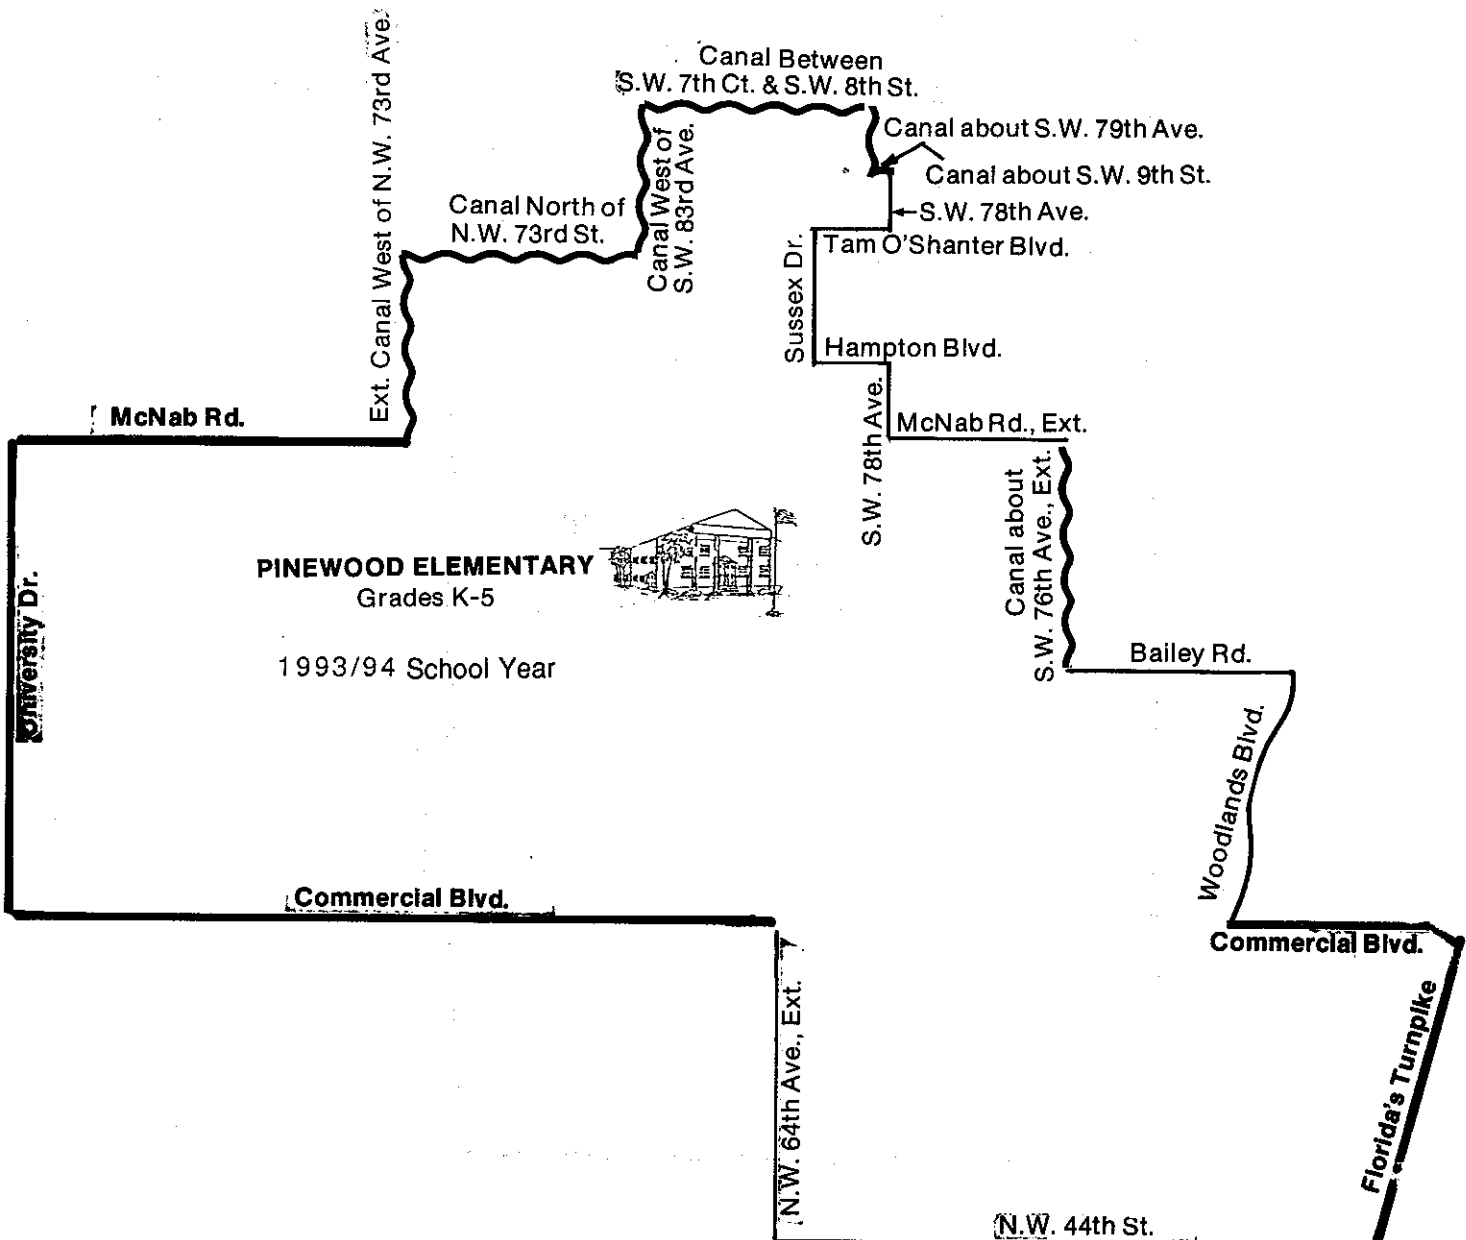 Ext. Canal West of N.W. 73rd Ave.
Canal Between
S.W. 7th Ct. & S.W. 8th St.
Canal about S.W. 79th Ave.
Canal about S.W. 9th St.
S.W. 78th Ave.
Canal North of
N.W. 73rd St.
Canal West of
S.W. 83rd Ave.
Tam O'Shanter Blvd.
Sussex Dr.
Hampton Blvd.
McNab Rd.
S.W. 78th Ave.
McNab Rd., Ext.
Canal about
S.W. 76th Ave., Ext.
PINEWOOD ELEMENTARY
Grades K-5
1993/94 School Year
University Dr.
Bailey Rd.
Woodlands Blvd.
Commercial Blvd.
Commercial Blvd.
N.W. 64th Ave., Ext.
Florida's Turnpike
N.W. 44th St.